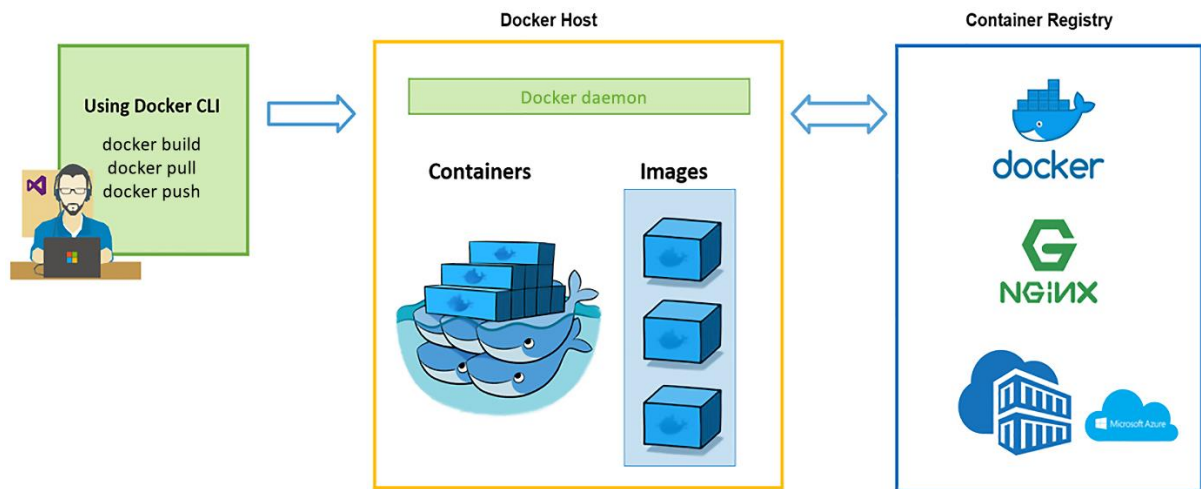 Docker Host
Container Registry
Using Docker CLI
docker build
docker pull
docker push
Docker daemon
Containers
Images
docker
NGiNX
Microsoft Azure